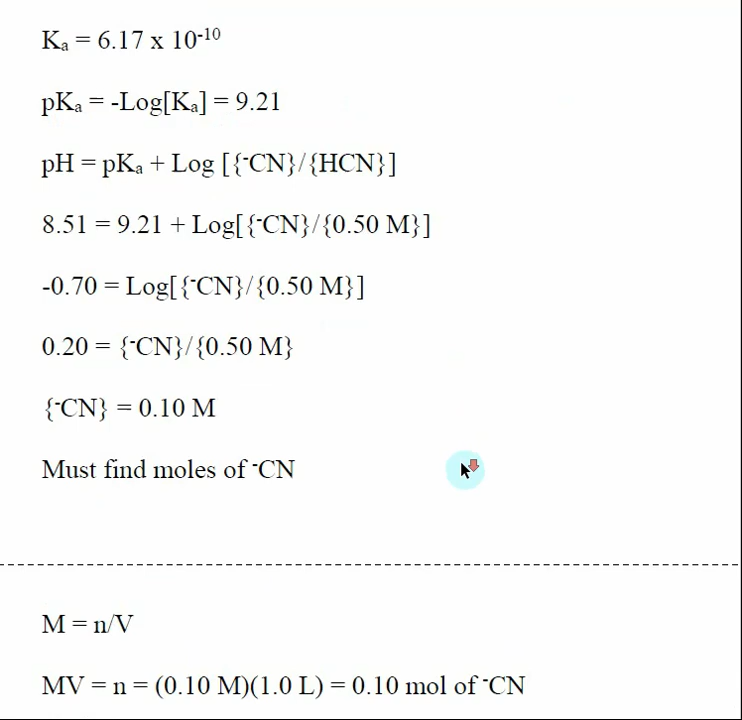 Kₐ = 6.17 x 10⁻¹⁰
pKₐ = -Log[Kₐ] = 9.21
pH = pKₐ + Log [{⁻CN}/{HCN}]
8.51 = 9.21 + Log[{⁻CN}/{0.50 M}]
-0.70 = Log[{⁻CN}/{0.50 M}]
0.20 = {⁻CN}/{0.50 M}
{⁻CN} = 0.10 M
Must find moles of ⁻CN
M = n/V
MV = n = (0.10 M)(1.0 L) = 0.10 mol of ⁻CN